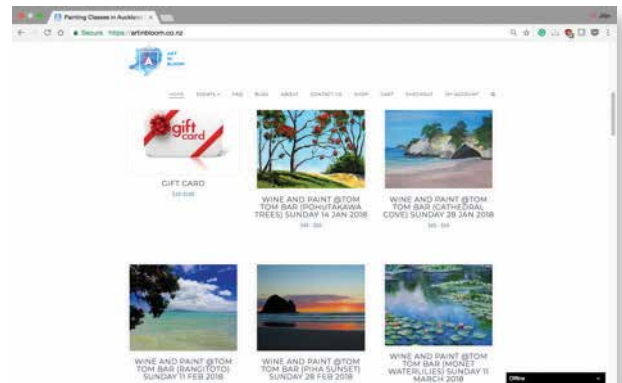 Painting Classes in Auckland
Secure https://artinbloom.co.nz
ART
IN
BLOOM
HOME EVENTS FAQ BLOG ABOUT CONTACT US SHOP CART CHECKOUT MY ACCOUNT
gift
card
GIFT CARD
WINE AND PAINT @TOM
TOM BAR (POHUTAKAWA
TREES) SUNDAY 14 JAN 2018
WINE AND PAINT @TOM
TOM BAR (CATHEDRAL
COVE) SUNDAY 28 JAN 2018
WINE AND PAINT @TOM
TOM BAR (RANGITOTO)
SUNDAY 11 FEB 2018
WINE AND PAINT @TOM
TOM BAR (PIHA SUNSET)
SUNDAY 28 FEB 2018
WINE AND PAINT @TOM
TOM BAR (MONET
WATERLILIES) SUNDAY 11
MARCH 2018
Offline